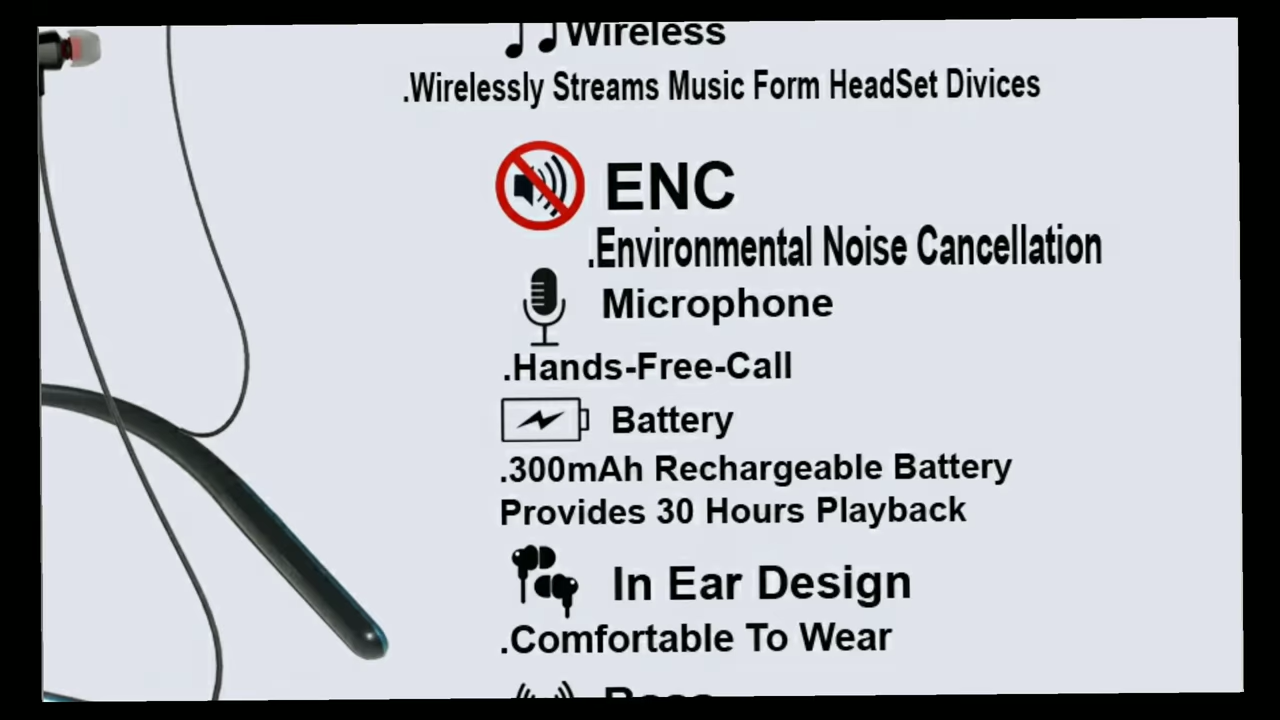 Wireless
.Wirelessly Streams Music Form HeadSet Divices
ENC
.Environmental Noise Cancellation
Microphone
.Hands-Free-Call
Battery
.300mAh Rechargeable Battery
Provides 30 Hours Playback
In Ear Design
.Comfortable To Wear